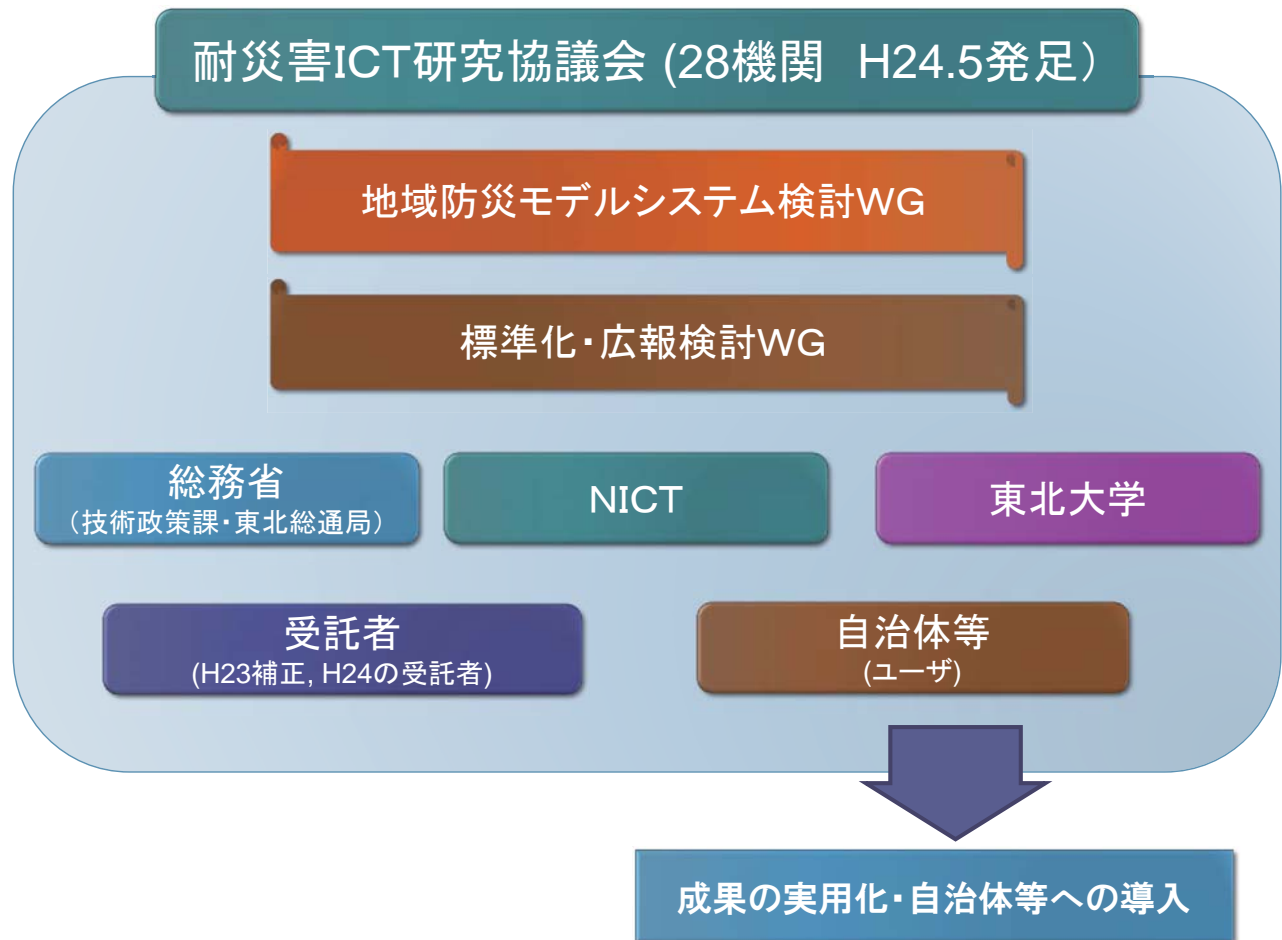 耐災害ICT研究協議会 (28機関　H24.5発足）
地域防災モデルシステム検討WG
標準化・広報検討WG
総務省
（技術政策課・東北総通局）
NICT
東北大学
受託者
(H23補正, H24の受託者)
自治体等
(ユーザ)
成果の実用化・自治体等への導入